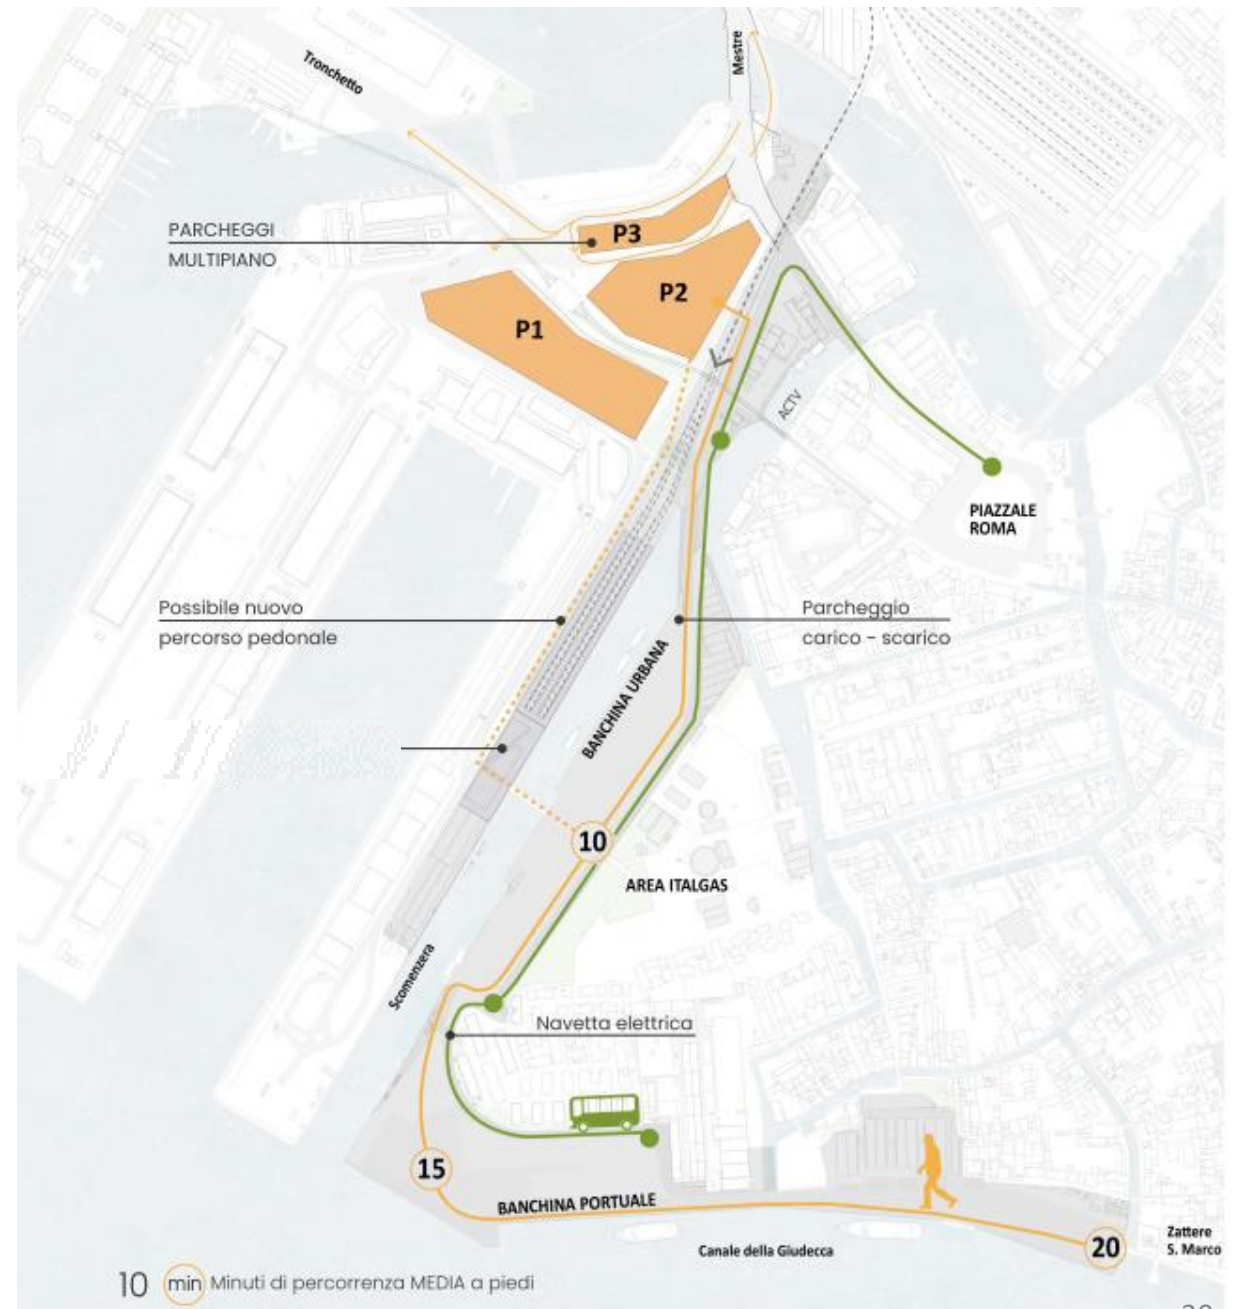 Mestre
Tronchetto
PARCHEGGI
MULTIPIANO
P3
P2
P1
ACTV
PIAZZALE
ROMA
Possibile nuovo
percorso pedonale
Parcheggio
carico - scarico
BANCHINA URBANA
10
AREA ITALGAS
Scomenzera
Navetta elettrica
15
BANCHINA PORTUALE
20
Zattere
S. Marco
Canale della Giudecca
10 min Minuti di percorrenza MEDIA a piedi